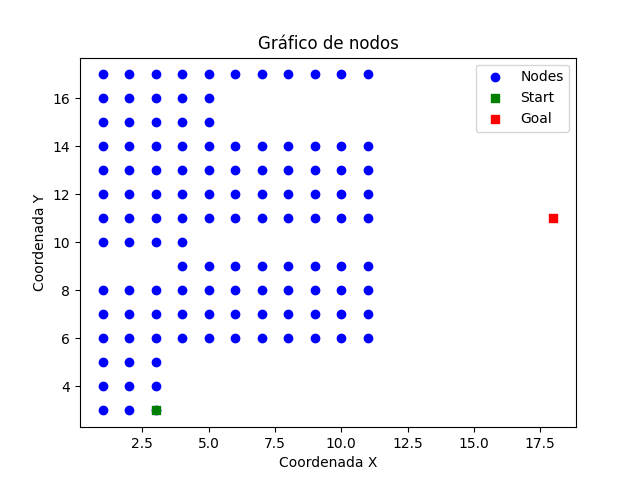 Gráfico de nodos
Nodes
Start
Goal
16
14
12
10
8
6
4
Coordenada Y
2.5 5.0 7.5 10.0 12.5 15.0 17.5
Coordenada X